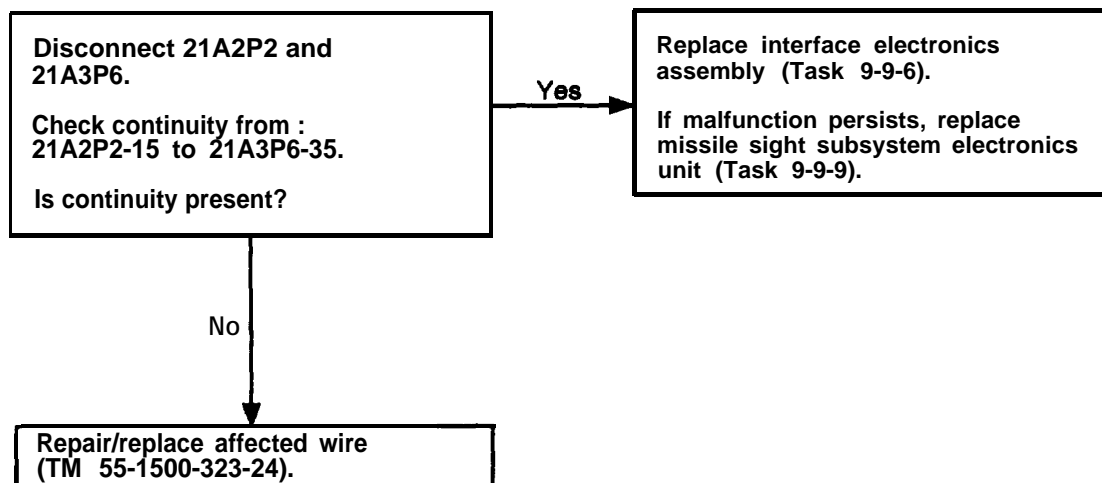 Disconnect 21A2P2 and
21A3P6.
Check continuity from :
21A2P2-15 to 21A3P6-35.
Is continuity present?
Yes
Replace interface electronics
assembly (Task 9-9-6).
If malfunction persists, replace
missile sight subsystem electronics
unit (Task 9-9-9).
No
Repair/replace affected wire
(TM 55-1500-323-24).